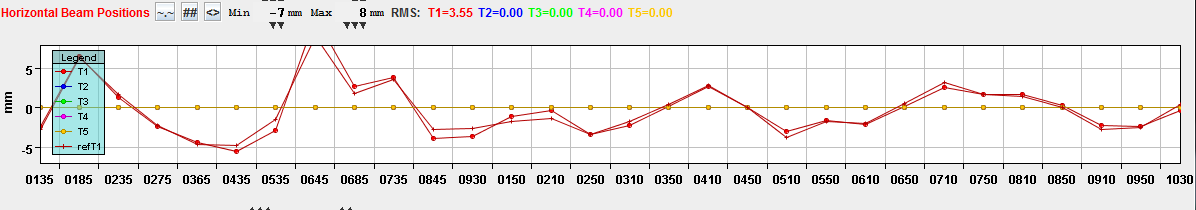 Horizontal Beam Positions ~.~ ## <> Min -7 mm Max 8 mm RMS: T1=3.55 T2=0.00 T3=0.00 T4=0.00 T5=0.00
Legend
T1
T2
T3
T4
T5
refT1
mm
5
0
-5
0135 0185 0235 0275 0365 0435 0535 0645 0685 0735 0845 0930 0150 0210 0250 0310 0350 0410 0450 0510 0550 0610 0650 0710 0750 0810 0850 0910 0950 1030